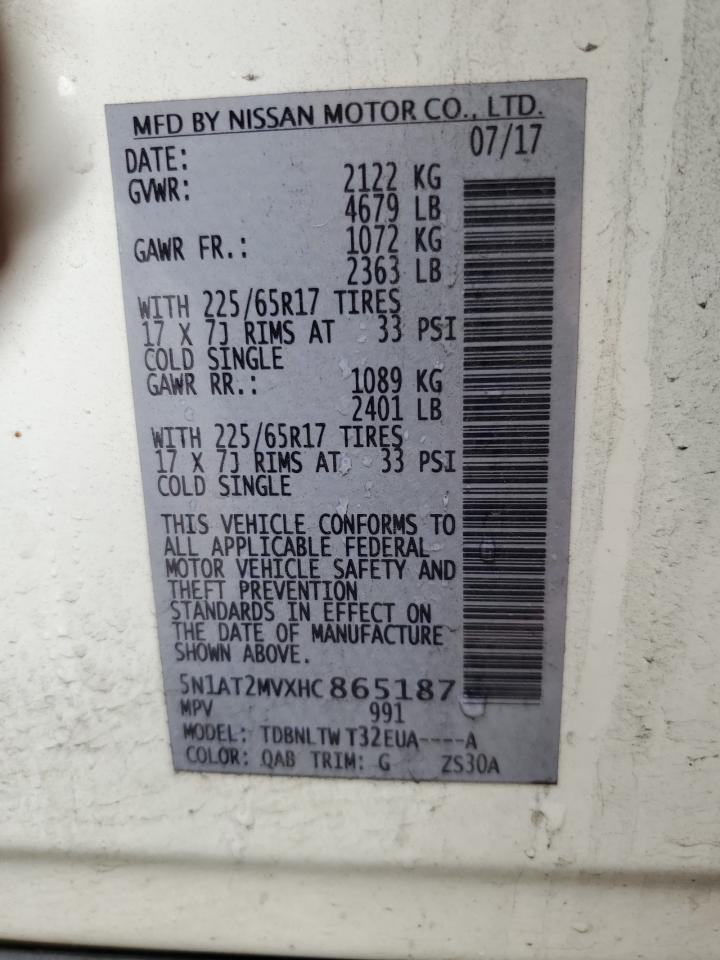 MFD BY NISSAN MOTOR CO., LTD.
DATE: 07/17
GVWR: 2122 KG
4679 LB
GAWR FR.: 1072 KG
2363 LB
WITH 225/65R17 TIRES
17 X 7J RIMS AT 33 PSI
COLD SINGLE
GAWR RR.: 1089 KG
2401 LB
WITH 225/65R17 TIRES
17 X 7J RIMS AT 33 PSI
COLD SINGLE
THIS VEHICLE CONFORMS TO
ALL APPLICABLE FEDERAL
MOTOR VEHICLE SAFETY AND
THEFT PREVENTION
STANDARDS IN EFFECT ON
THE DATE OF MANUFACTURE
SHOWN ABOVE.
5N1AT2MVXHC865187
MPV 991
MODEL: TDBNLTW T32EUA----A
COLOR: QAB TRIM: G ZS30A